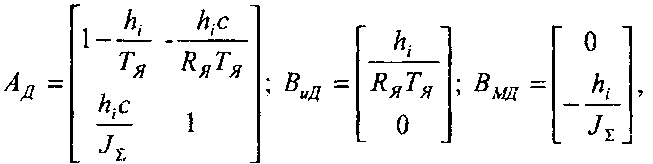 A_Д = [1 - h_i/T_Я  -h_i c/(R_Я T_Я); h_i c/J_Σ  1]; B_иД = [h_i/(R_Я T_Я); 0]; B_МД = [0; -h_i/J_Σ],